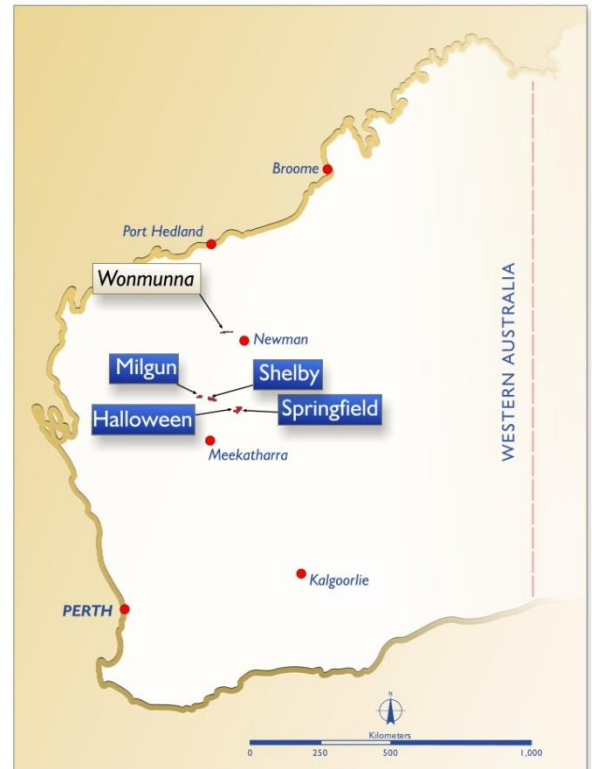 Broome
Port Hedland
Wonmunna
Newman
Milgun
Shelby
Halloween
Springfield
Meekatharra
WESTERN AUSTRALIA
Kalgoorlie
PERTH
N
Kilometers
0 250 500 1,000